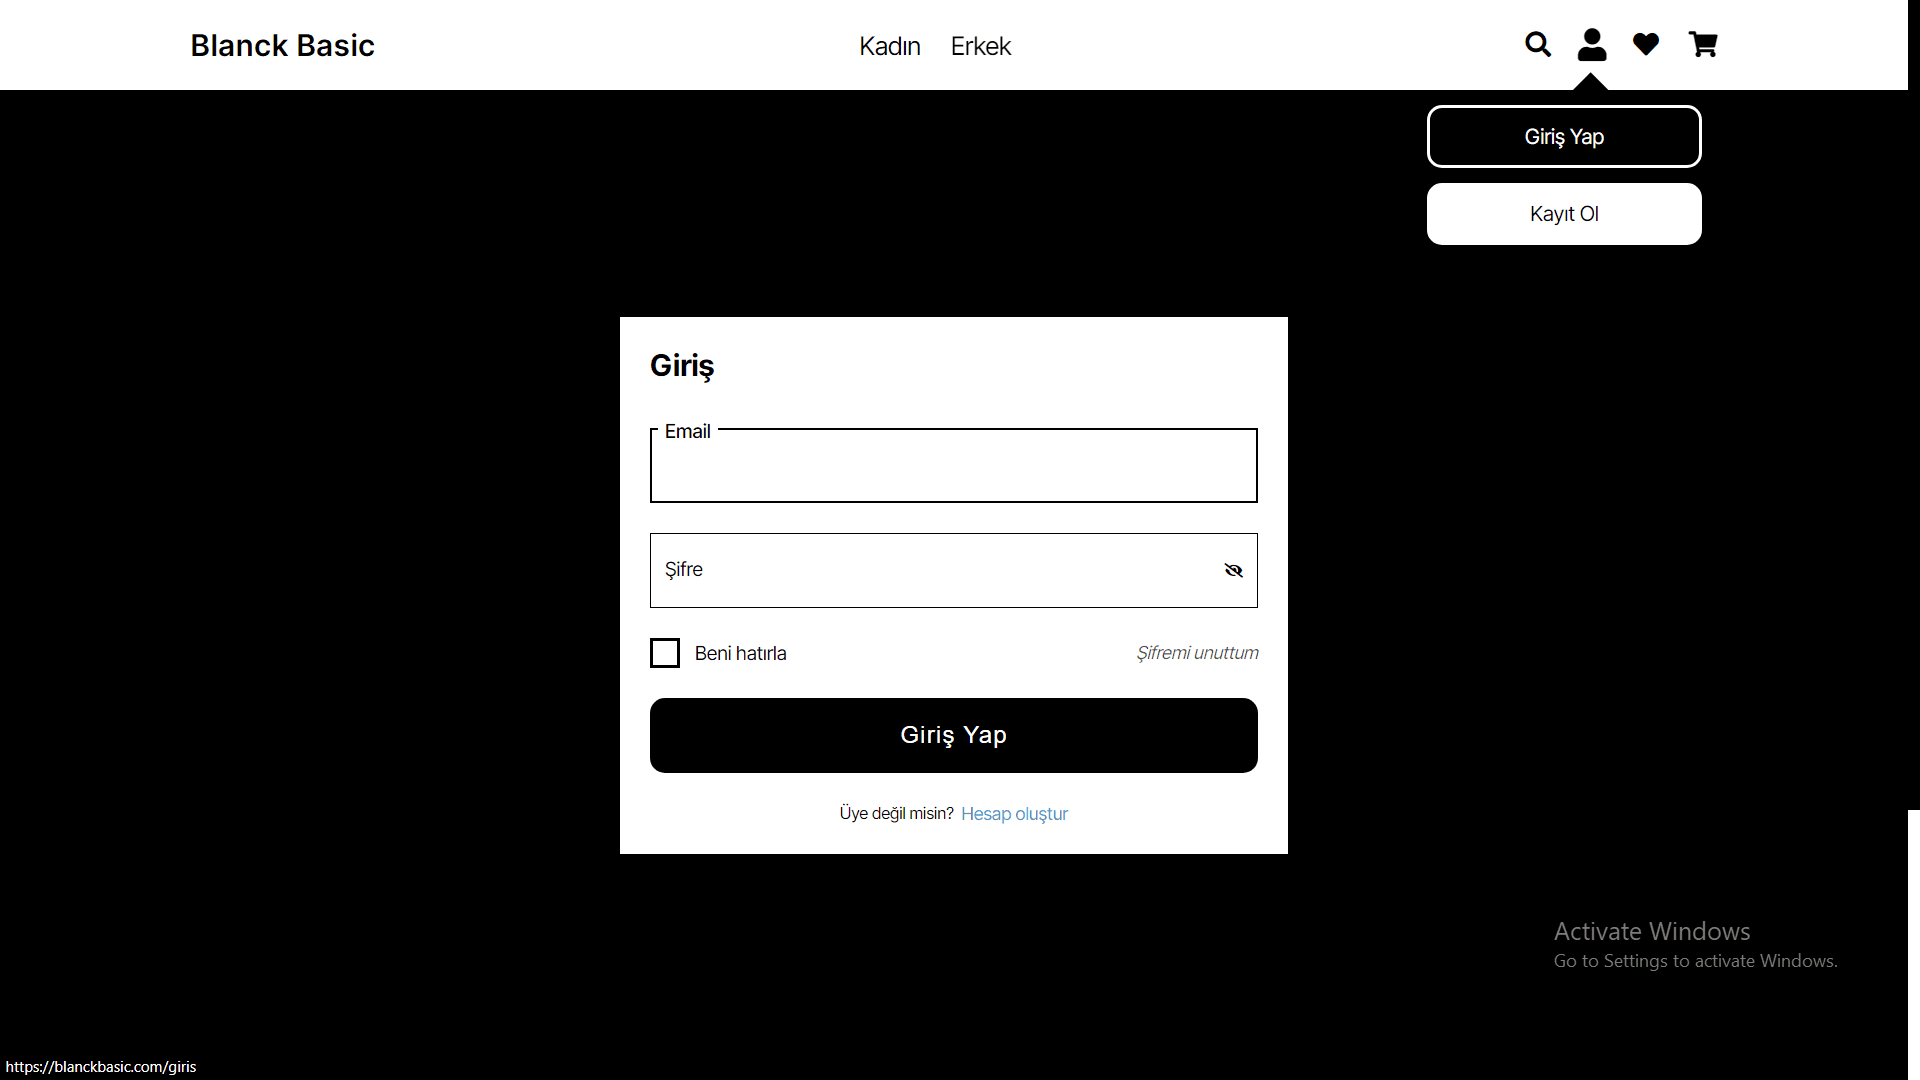 Blanck Basic
Kadın Erkek
Giriş Yap
Kayıt Ol
Giriş
Email
Şifre
Beni hatırla
Şifremi unuttum
Giriş Yap
Üye değil misin? Hesap oluştur
Activate Windows
Go to Settings to activate Windows.
https://blanckbasic.com/giris